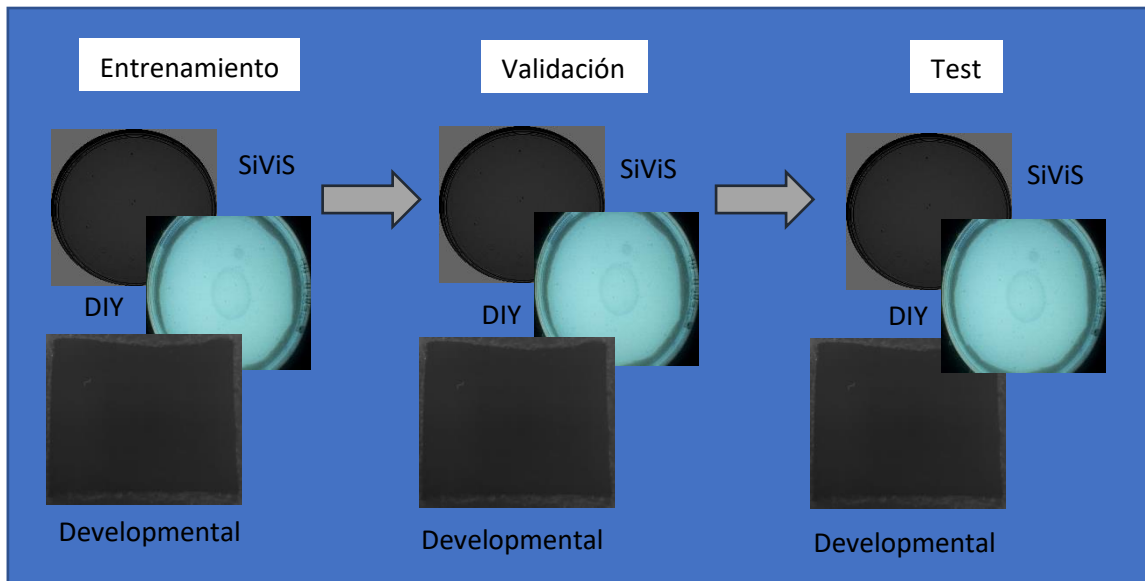 Entrenamiento
Validación
Test
SiViS
SiViS
SiViS
DIY
DIY
DIY
Developmental
Developmental
Developmental